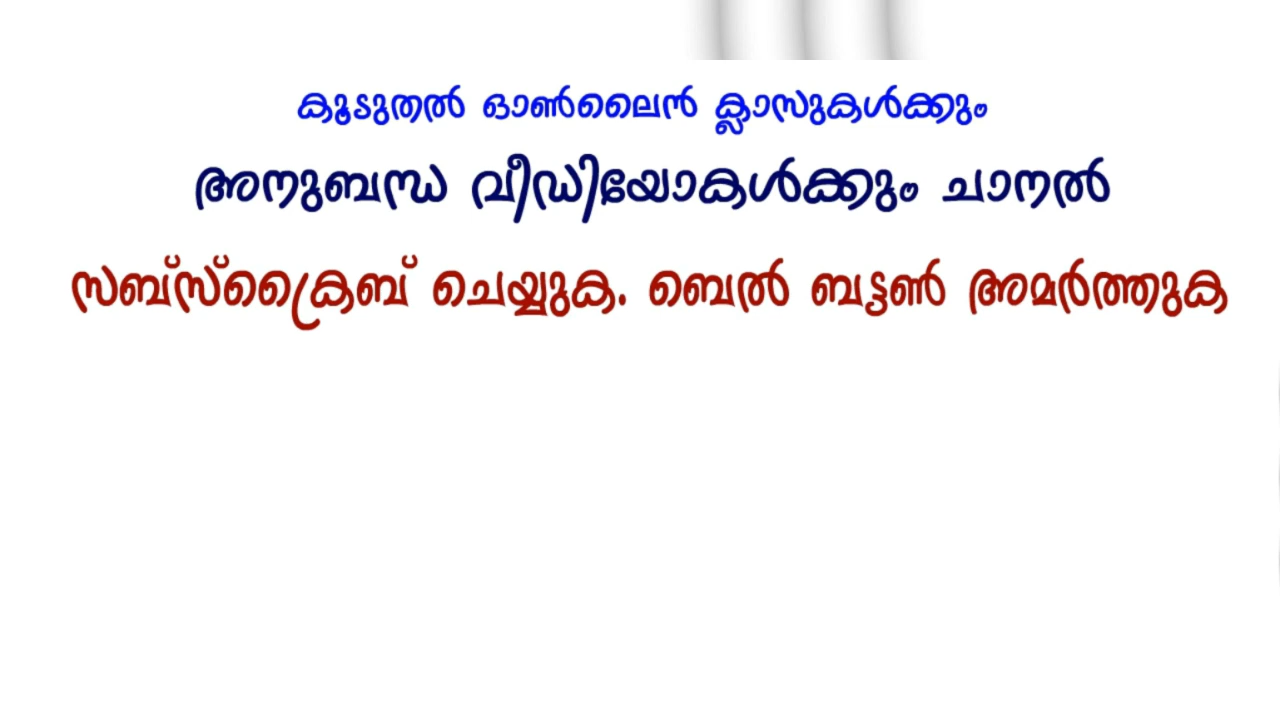 കൂടുതൽ ഓൺലൈൻ ക്ലാസുകൾക്കും
അനുബന്ധ വീഡിയോകൾക്കും ചാനൽ
സബ്സ്ക്രൈബ് ചെയ്യുക. ബെൽ ബട്ടൺ അമർത്തുക